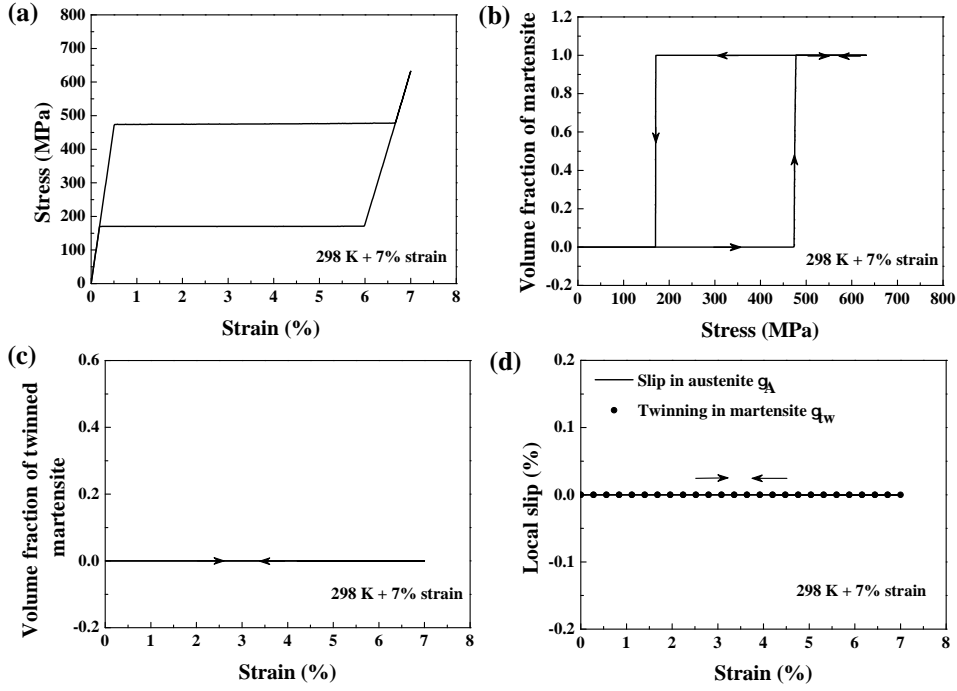 (a)
800
700
600
500
400
300
200
100
0
Stress (MPa)
298 K + 7% strain
0 1 2 3 4 5 6 7 8
Strain (%)
(b)
1.2
1.0
0.8
0.6
0.4
0.2
0.0
-0.2
Volume fraction of martensite
298 K + 7% strain
0 100 200 300 400 500 600 700 800
Stress (MPa)
(c)
0.6
0.4
0.2
0.0
-0.2
Volume fraction of twinned
martensite
298 K + 7% strain
0 1 2 3 4 5 6 7 8
Strain (%)
(d)
0.2
0.1
0.0
-0.1
-0.2
Local slip (%)
Slip in austenite g_A
Twinning in martensite g_tw
298 K + 7% strain
0 1 2 3 4 5 6 7 8
Strain (%)